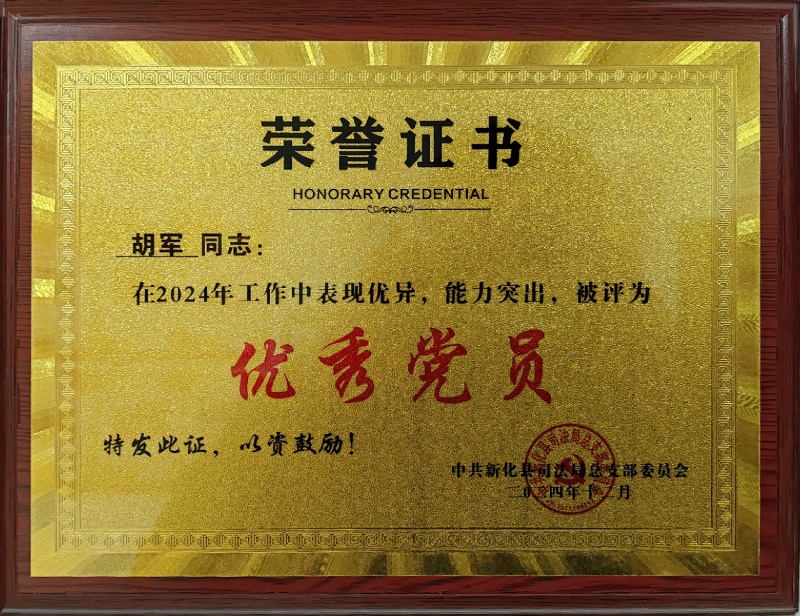 荣誉证书
HONORARY CREDENTIAL
胡军 同志：
在2024年工作中表现优异，能力突出，被评为
优秀党员
特发此证，以资鼓励！
中共新化县司法局总支部委员会
二〇二四年十二月